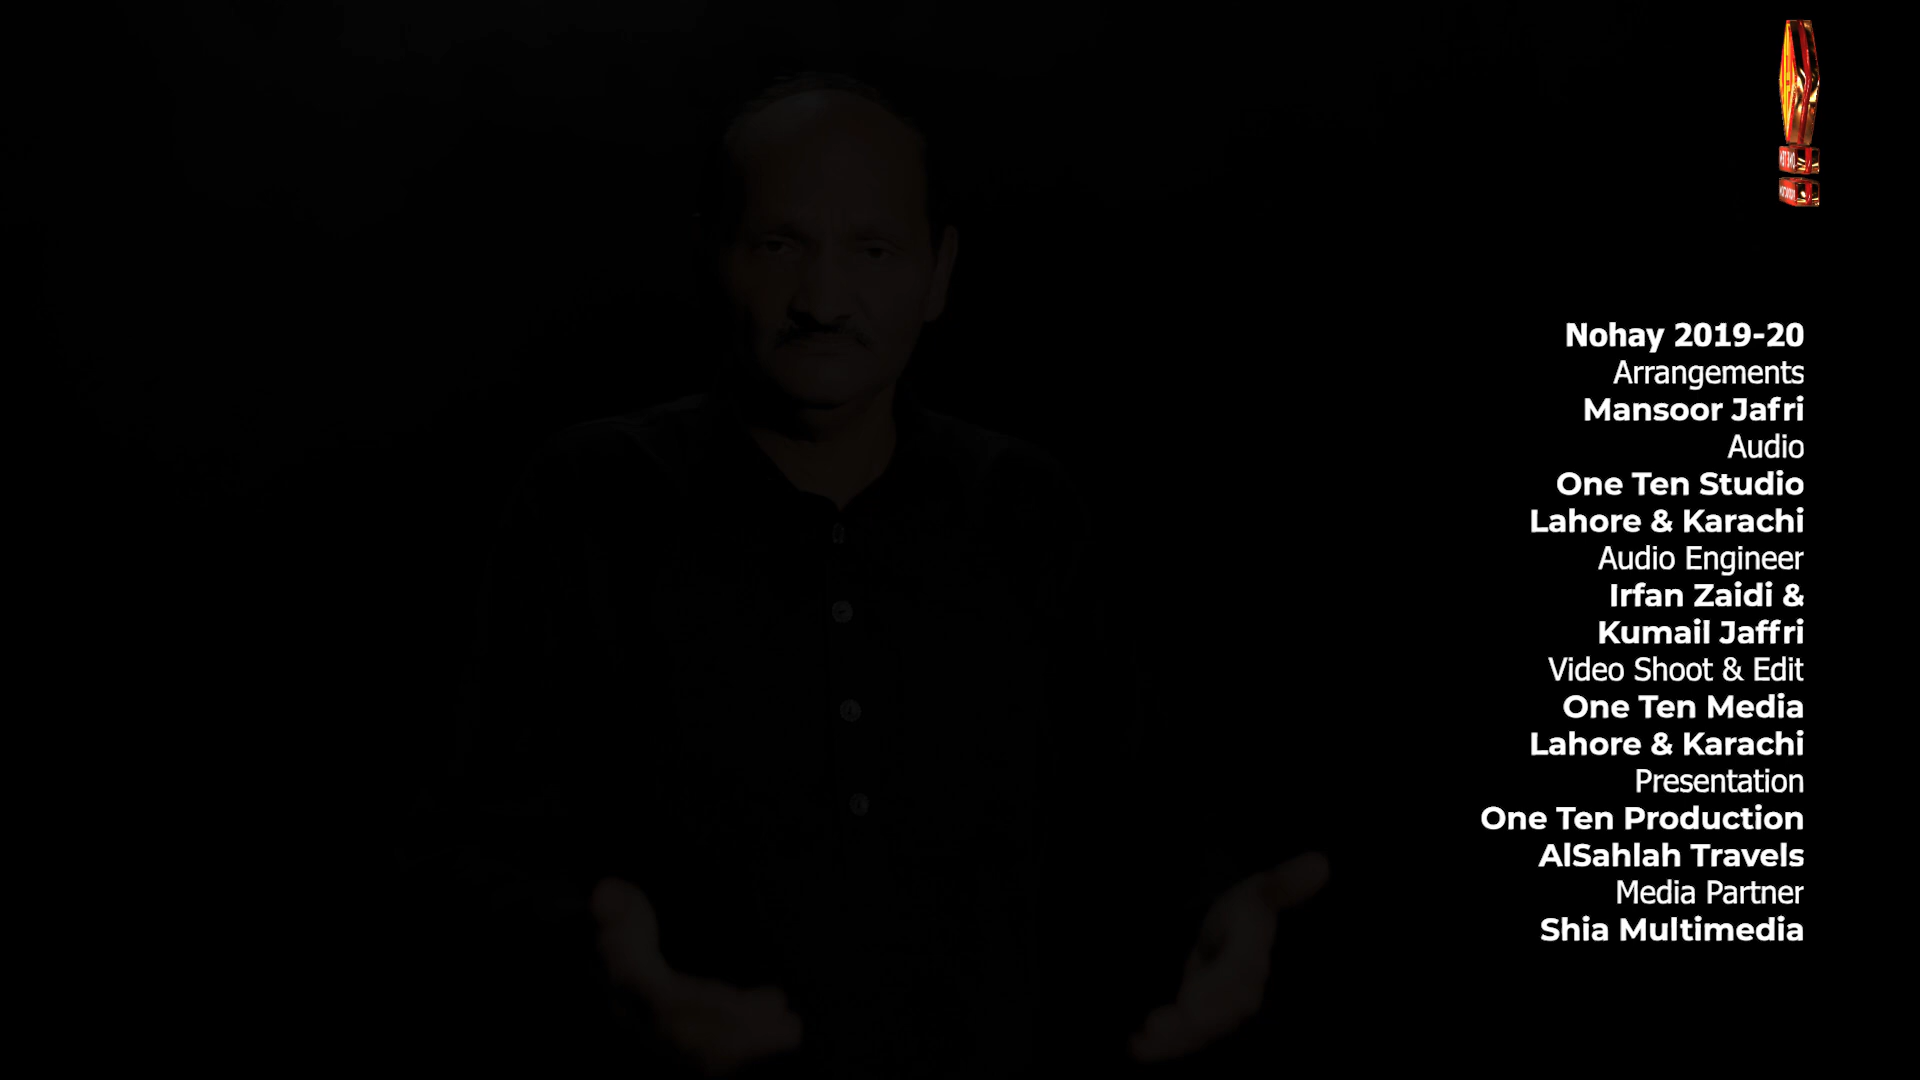 Nohay 2019-20
Arrangements
Mansoor Jafri
Audio
One Ten Studio
Lahore & Karachi
Audio Engineer
Irfan Zaidi &
Kumail Jaffri
Video Shoot & Edit
One Ten Media
Lahore & Karachi
Presentation
One Ten Production
AlSahlah Travels
Media Partner
Shia Multimedia